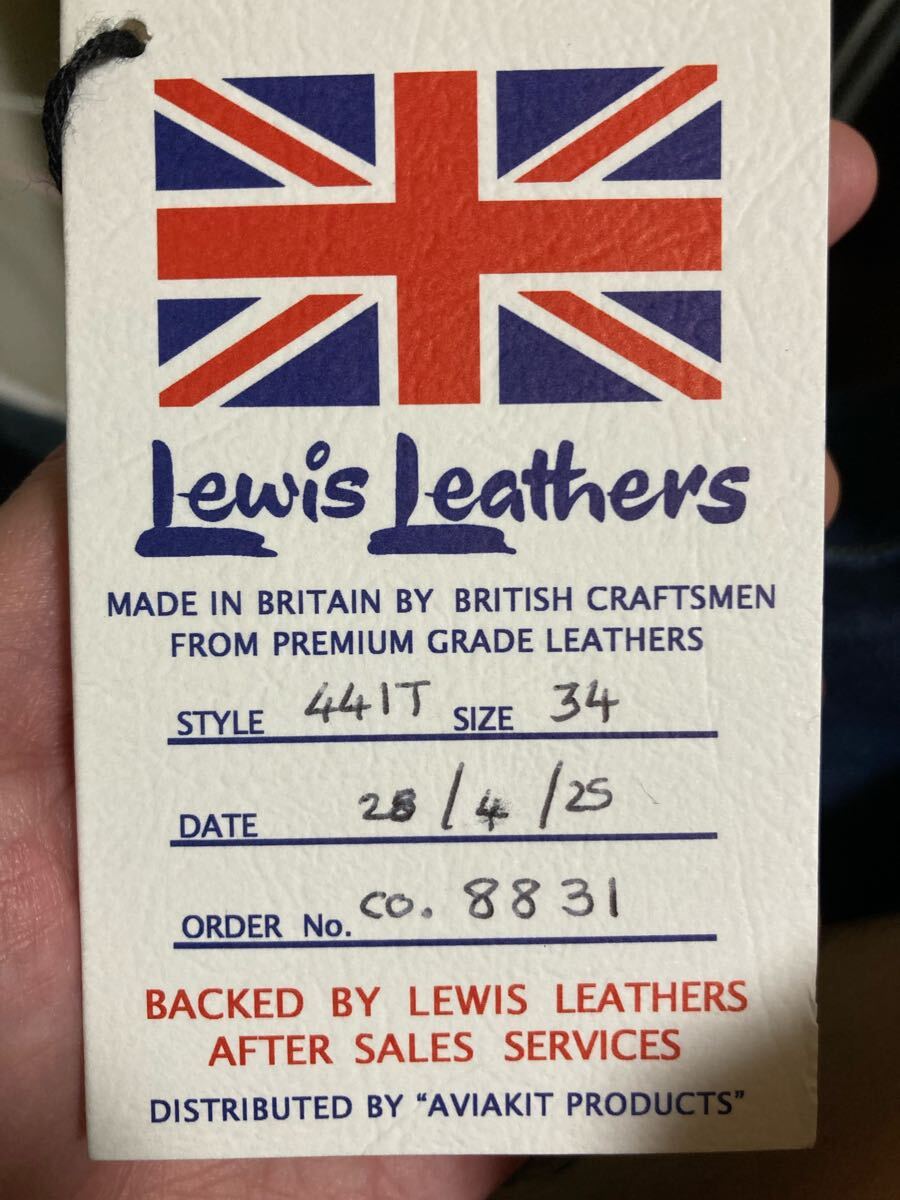 Lewis Leathers
MADE IN BRITAIN BY BRITISH CRAFTSMEN
FROM PREMIUM GRADE LEATHERS
STYLE 441T SIZE 34
DATE 28/4/25
ORDER No. co. 8831
BACKED BY LEWIS LEATHERS
AFTER SALES SERVICES
DISTRIBUTED BY “AVIAKIT PRODUCTS”